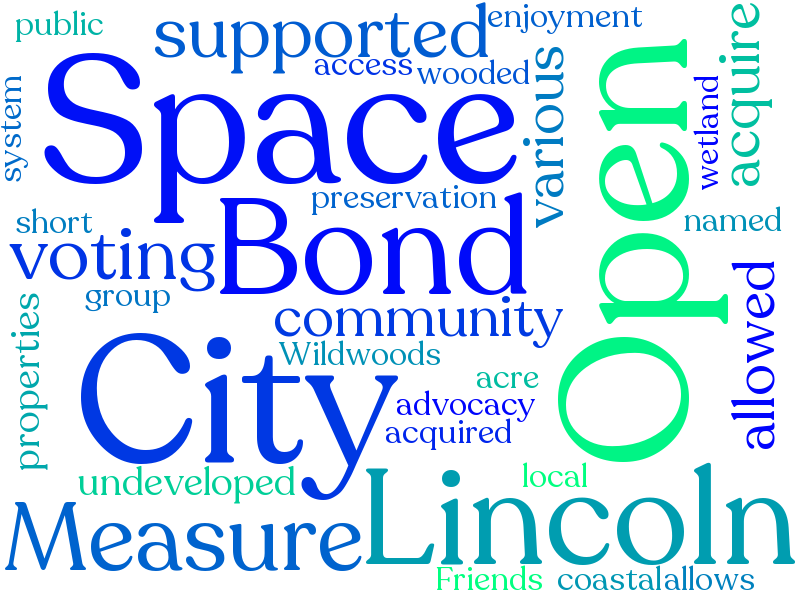 public
supported
enjoyment
access
wooded
system
Space
various
Open
wetland
acquire
preservation
short
voting
Bond
named
group
community
properties
Wildwoods
City
acre
advocacy
acquired
allowed
undeveloped
local
Measure
Lincoln
Friends
coastal
allows